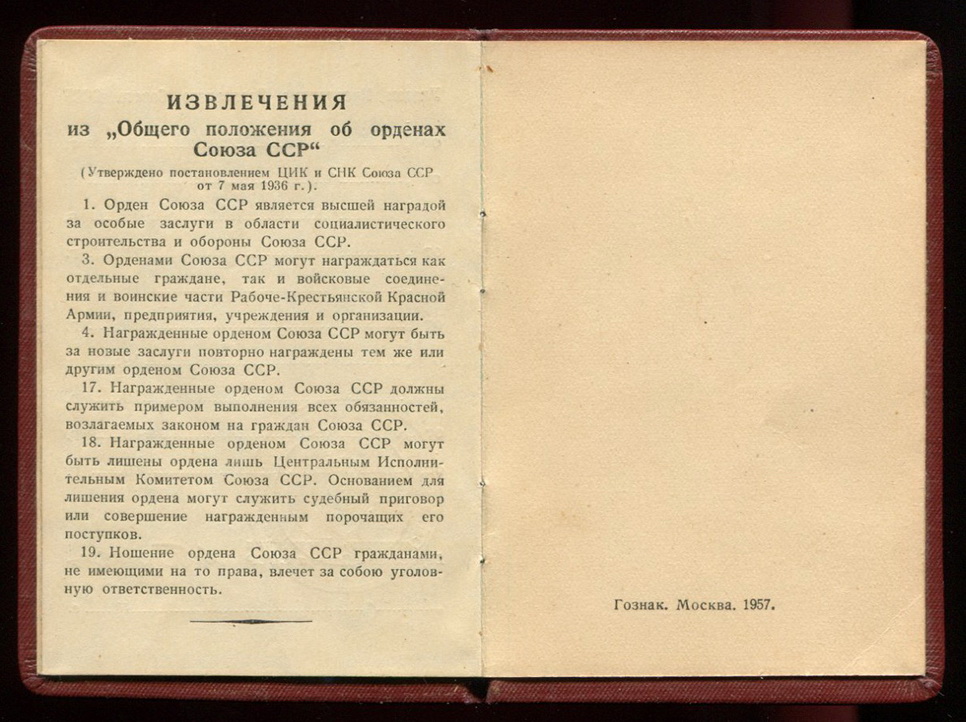 ИЗВЛЕЧЕНИЯ
из „Общего положения об орденах
Союза ССР“
(Утверждено постановлением ЦИК и СНК Союза ССР
от 7 мая 1936 г.).
1. Орден Союза ССР является высшей наградой
за особые заслуги в области социалистического
строительства и обороны Союза ССР.
3. Орденами Союза ССР могут награждаться как
отдельные граждане, так и войсковые соедине-
ния и воинские части Рабоче-Крестьянской Красной
Армии, предприятия, учреждения и организации.
4. Награжденные орденом Союза ССР могут быть
за новые заслуги повторно награждены тем же или
другим орденом Союза ССР.
17. Награжденные орденом Союза ССР должны
служить примером выполнения всех обязанностей,
возлагаемых законом на граждан Союза ССР.
18. Награжденные орденом Союза ССР могут
быть лишены ордена лишь Центральным Исполни-
тельным Комитетом Союза ССР. Основанием для
лишения ордена могут служить судебный приговор
или совершение награжденным порочащих его
поступков.
19. Ношение ордена Союза ССР гражданами,
не имеющими на то права, влечет за собою уголов-
ную ответственность.
Гознак. Москва. 1957.